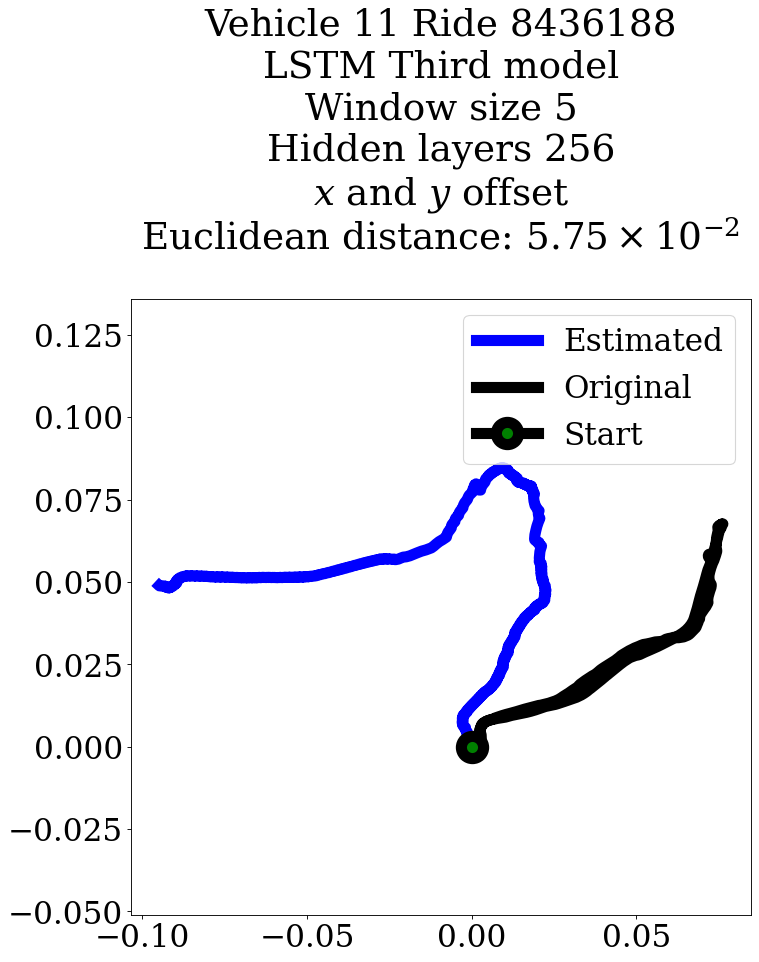 Vehicle 11 Ride 8436188
LSTM Third model
Window size 5
Hidden layers 256
x and y offset
Euclidean distance: 5.75 × 10⁻²
Estimated
Original
Start
0.125
0.100
0.075
0.050
0.025
0.000
−0.025
−0.050
−0.10 −0.05 0.00 0.05